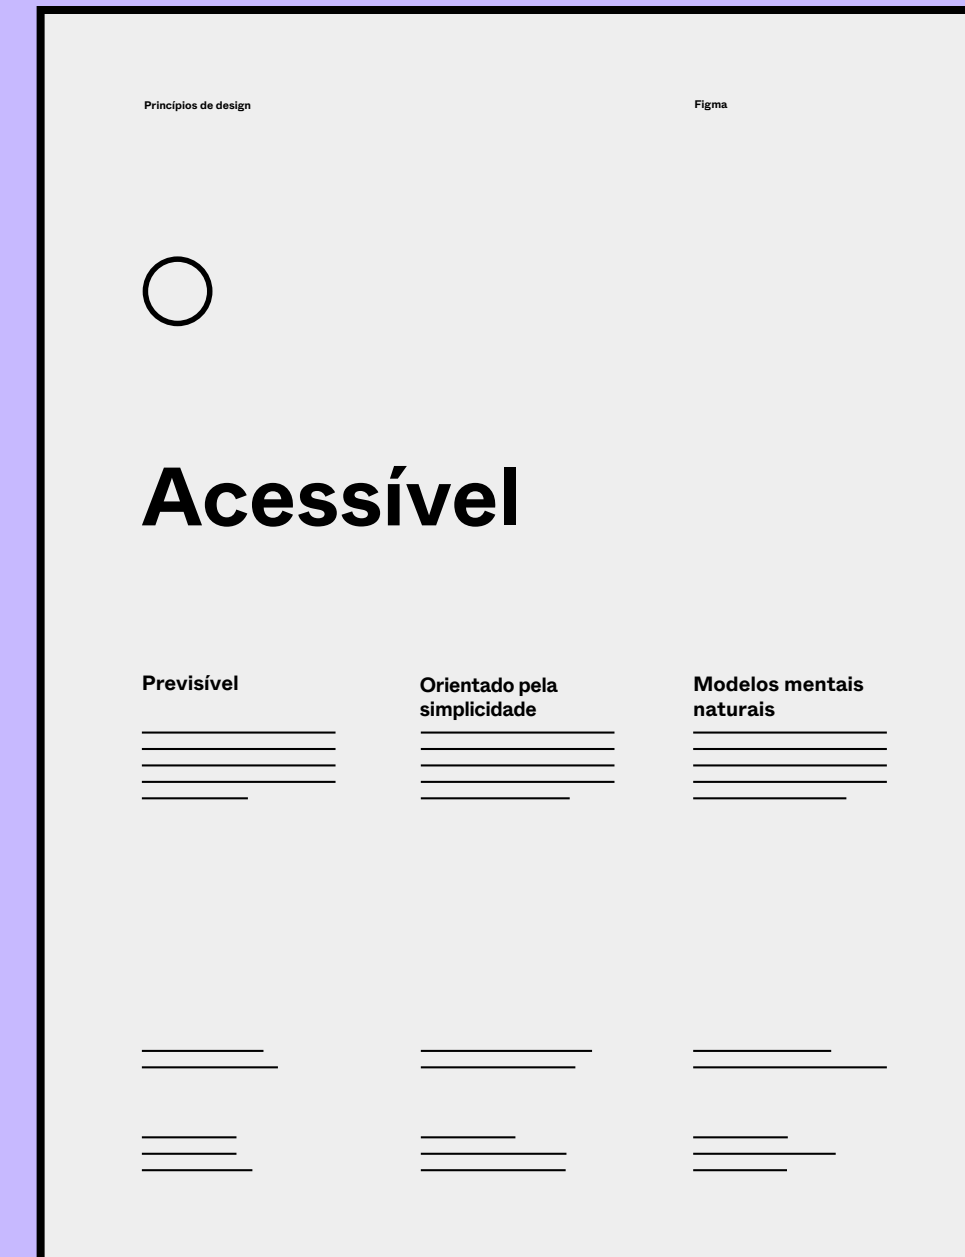 Princípios de design
Figma
Acessível
Previsível
Orientado pela
simplicidade
Modelos mentais
naturais